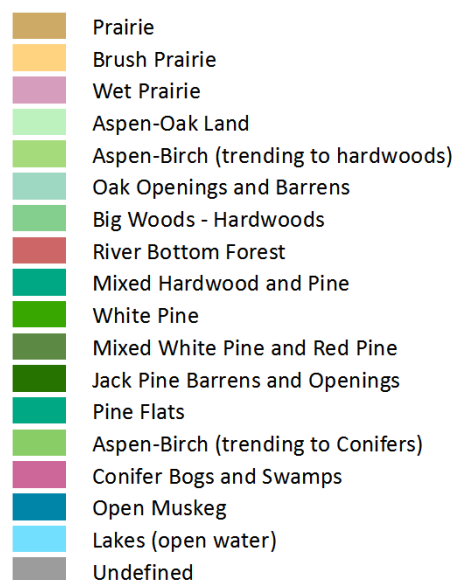 Prairie
Brush Prairie
Wet Prairie
Aspen-Oak Land
Aspen-Birch (trending to hardwoods)
Oak Openings and Barrens
Big Woods - Hardwoods
River Bottom Forest
Mixed Hardwood and Pine
White Pine
Mixed White Pine and Red Pine
Jack Pine Barrens and Openings
Pine Flats
Aspen-Birch (trending to Conifers)
Conifer Bogs and Swamps
Open Muskeg
Lakes (open water)
Undefined